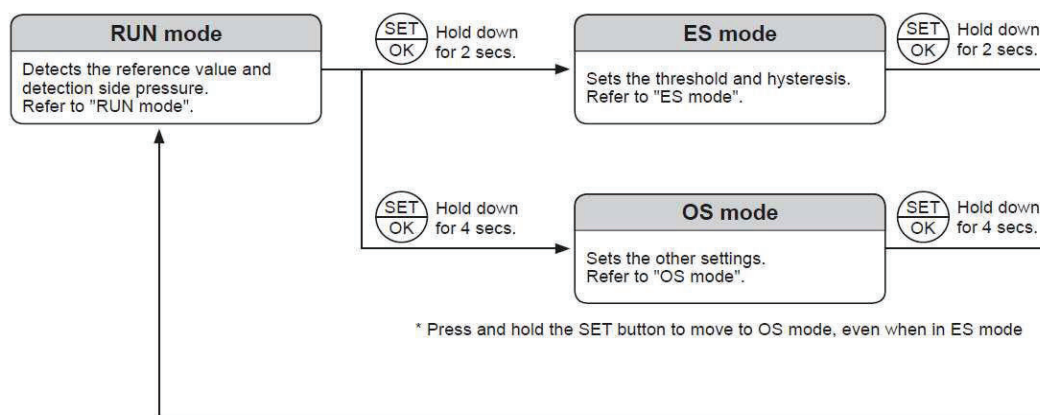 RUN mode
Detects the reference value and
detection side pressure.
Refer to "RUN mode".
SET
OK
Hold down
for 2 secs.
ES mode
Sets the threshold and hysteresis.
Refer to "ES mode".
SET
OK
Hold down
for 2 secs.
SET
OK
Hold down
for 4 secs.
OS mode
Sets the other settings.
Refer to "OS mode".
SET
OK
Hold down
for 4 secs.
* Press and hold the SET button to move to OS mode, even when in ES mode